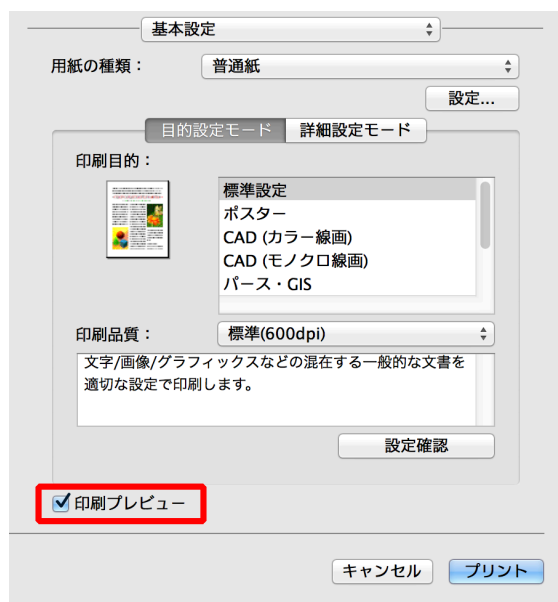 基本設定
用紙の種類：
普通紙
設定...
目的設定モード
詳細設定モード
印刷目的：
標準設定
ポスター
CAD (カラー線画)
CAD (モノクロ線画)
パース・GIS
印刷品質：
標準(600dpi)
文字/画像/グラフィックスなどの混在する一般的な文書を
適切な設定で印刷します。
設定確認
印刷プレビュー
キャンセル
プリント